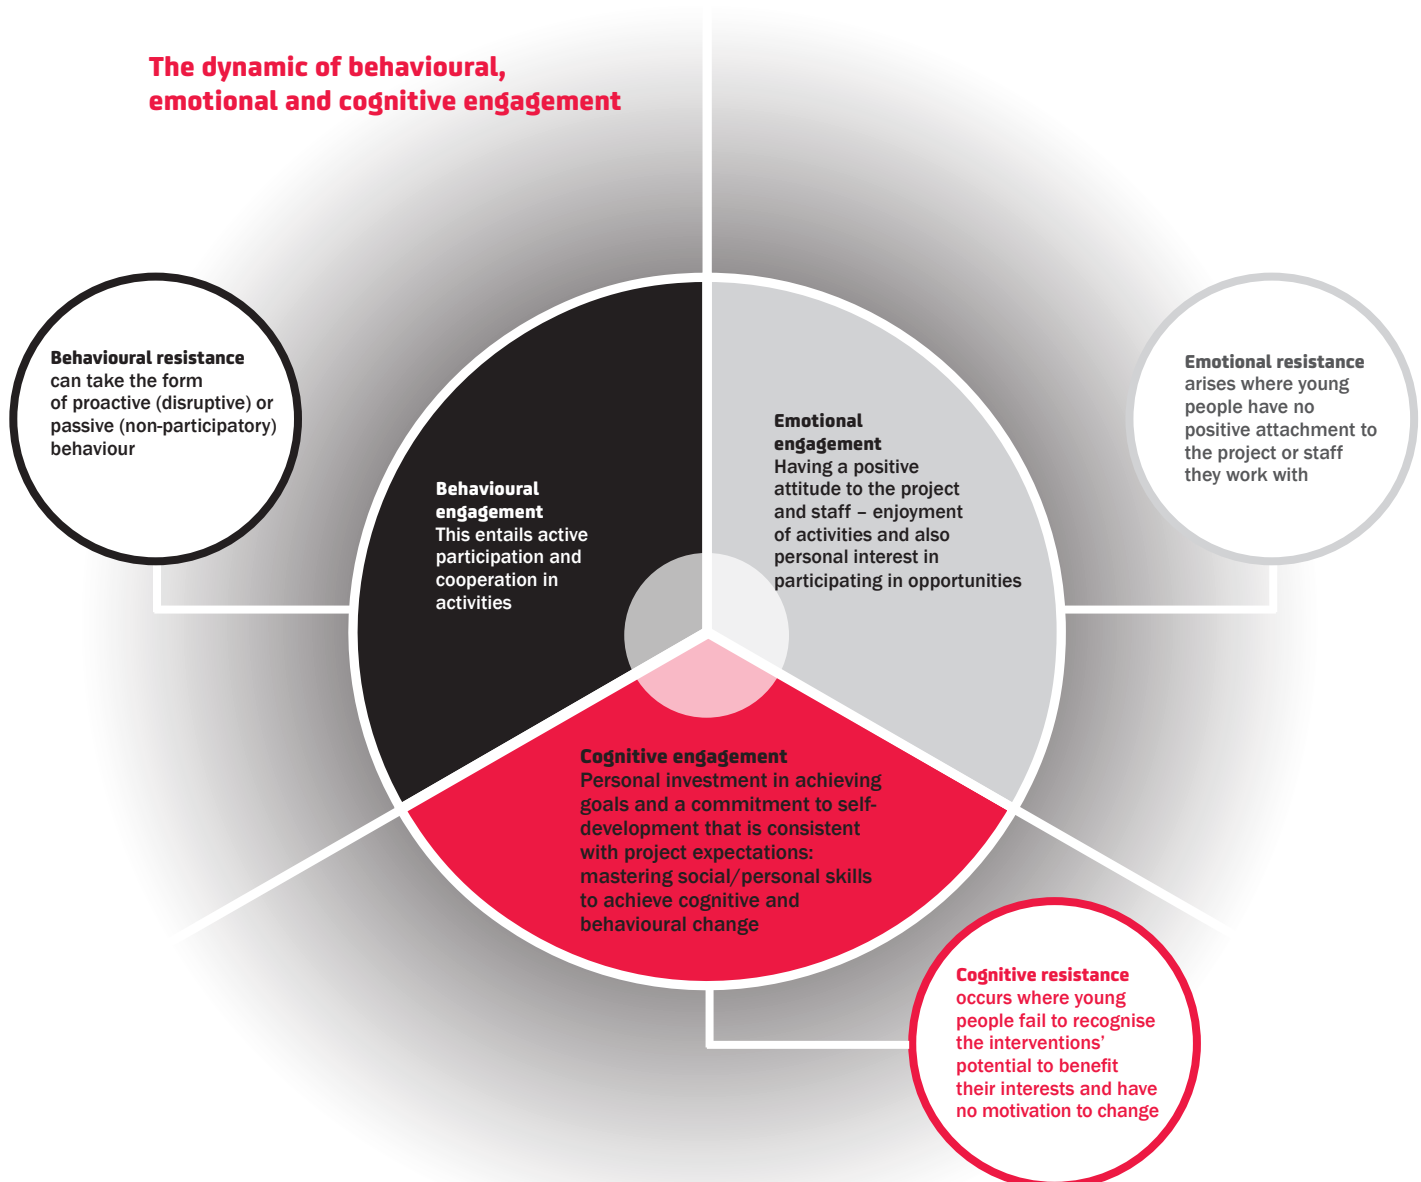 The dynamic of behavioural,
emotional and cognitive engagement
Behavioural resistance
can take the form
of proactive (disruptive) or
passive (non-participatory)
behaviour
Behavioural
engagement
This entails active
participation and
cooperation in
activities
Emotional
engagement
Having a positive
attitude to the project
and staff – enjoyment
of activities and also
personal interest in
participating in opportunities
Emotional resistance
arises where young
people have no
positive attachment to
the project or staff
they work with
Cognitive engagement
Personal investment in achieving
goals and a commitment to self-
development that is consistent
with project expectations:
mastering social/personal skills
to achieve cognitive and
behavioural change
Cognitive resistance
occurs where young
people fail to recognise
the interventions’
potential to benefit
their interests and have
no motivation to change